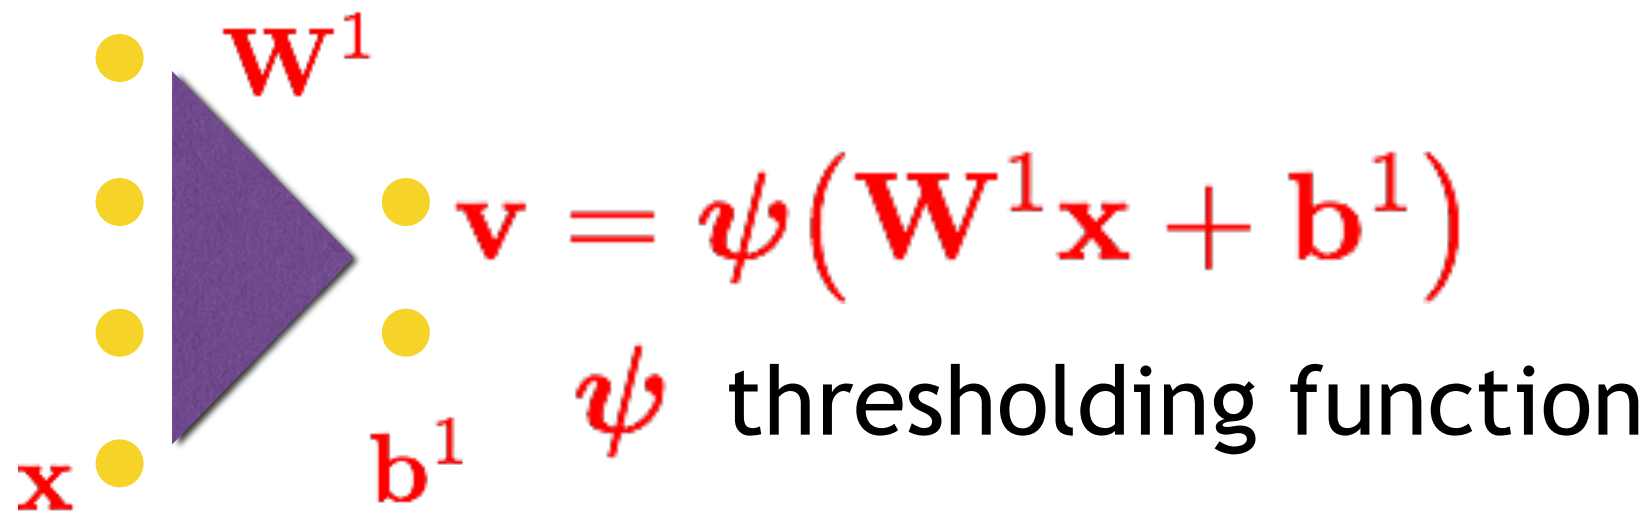 W¹
v = ψ(W¹x + b¹)
ψ thresholding function
x
b¹